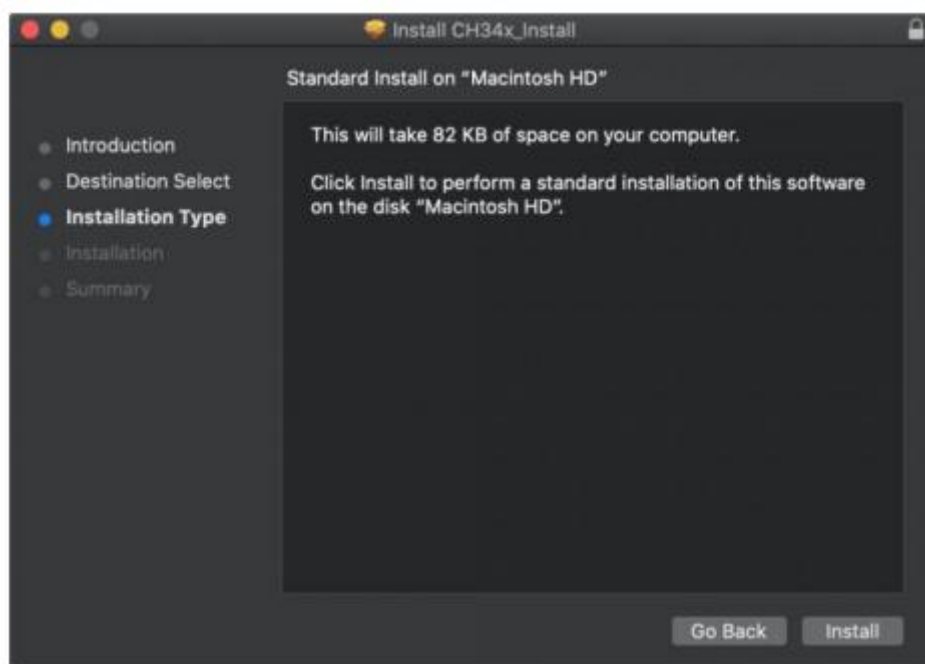 Install CH34x_Install
Standard Install on "Macintosh HD"
Introduction
Destination Select
Installation Type
Installation
Summary
This will take 82 KB of space on your computer.
Click Install to perform a standard installation of this software
on the disk "Macintosh HD".
Go Back
Install